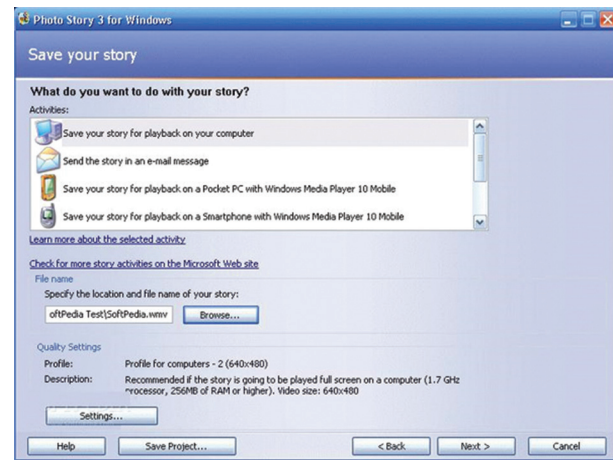 Photo Story 3 for Windows
Save your story
What do you want to do with your story?
Activities:
Save your story for playback on your computer
Send the story in an e-mail message
Save your story for playback on a Pocket PC with Windows Media Player 10 Mobile
Save your story for playback on a Smartphone with Windows Media Player 10 Mobile
Learn more about the selected activity
Check for more story activities on the Microsoft Web site
File name
Specify the location and file name of your story:
oftPedia Test\SoftPedia.wmv Browse...
Quality Settings
Profile: Profile for computers - 2 (640x480)
Description: Recommended if the story is going to be played full screen on a computer (1.7 GHz
processor, 256MB of RAM or higher). Video size: 640x480
Settings...
Help Save Project... < Back Next > Cancel